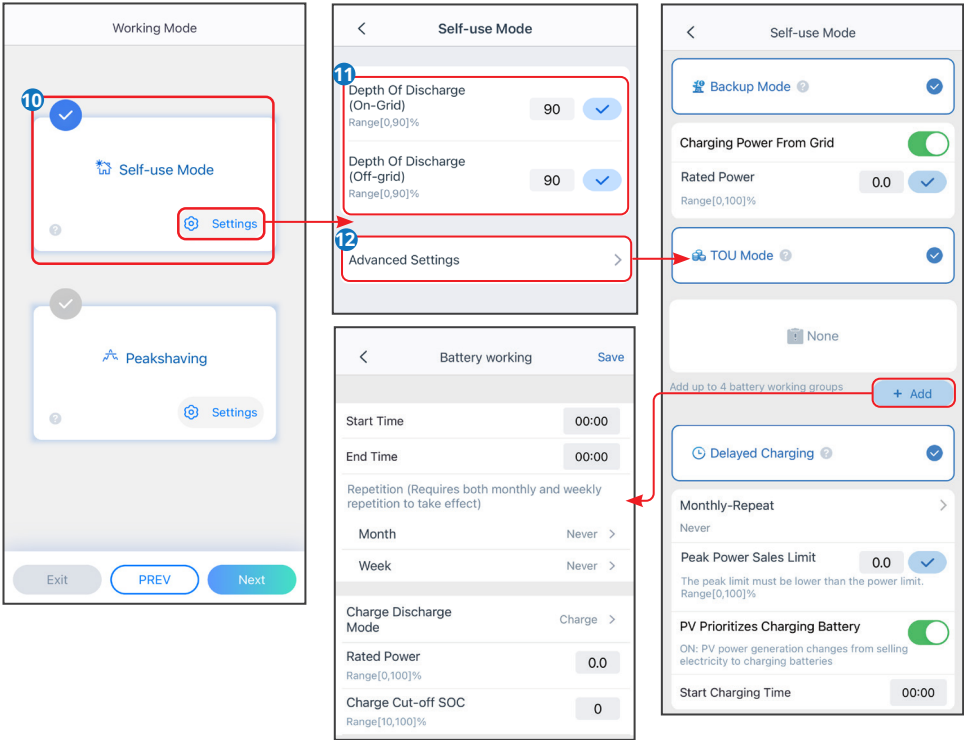 Working Mode
10
Self-use Mode
Settings
Peakshaving
Settings
Exit
PREV
Next
Self-use Mode
11
Depth Of Discharge
(On-Grid)
90
Range[0,90]%
Depth Of Discharge
(Off-grid)
90
Range[0,90]%
12
Advanced Settings
Battery working
Save
Start Time
00:00
End Time
00:00
Repetition (Requires both monthly and weekly
repetition to take effect)
Month
Never
Week
Never
Charge Discharge
Mode
Charge
Rated Power
0.0
Range[0,100]%
Charge Cut-off SOC
0
Range[10,100]%
Self-use Mode
Backup Mode ?
Charging Power From Grid
Rated Power
0.0
Range[0,100]%
TOU Mode ?
None
Add up to 4 battery working groups
+ Add
Delayed Charging ?
Monthly-Repeat
Never
Peak Power Sales Limit
0.0
The peak limit must be lower than the power limit.
Range[0,100]%
PV Prioritizes Charging Battery
ON: PV power generation changes from selling
electricity to charging batteries
Start Charging Time
00:00